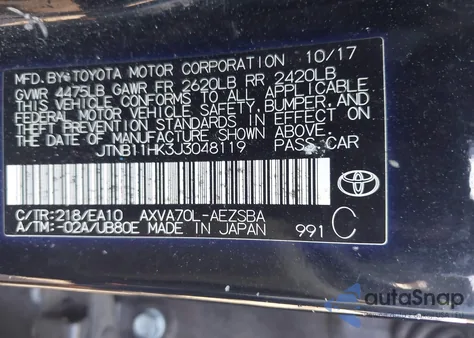 MFD. BY: TOYOTA MOTOR CORPORATION 10/17
GVWR 4475LB GAWR FR 2620LB RR 2420LB
THIS VEHICLE CONFORMS TO ALL APPLICABLE
FEDERAL MOTOR VEHICLE SAFETY, BUMPER, AND
THEFT PREVENTION STANDARDS IN EFFECT ON THE
DATE OF MANUFACTURE SHOWN ABOVE.
JTNB11HK3J3048119 PASS. CAR
C/TR: 218/EA10 AXVA70L-AEZSBA
A/TM: -02A/UB80E MADE IN JAPAN 991 C
TOYOTA
autoSnap